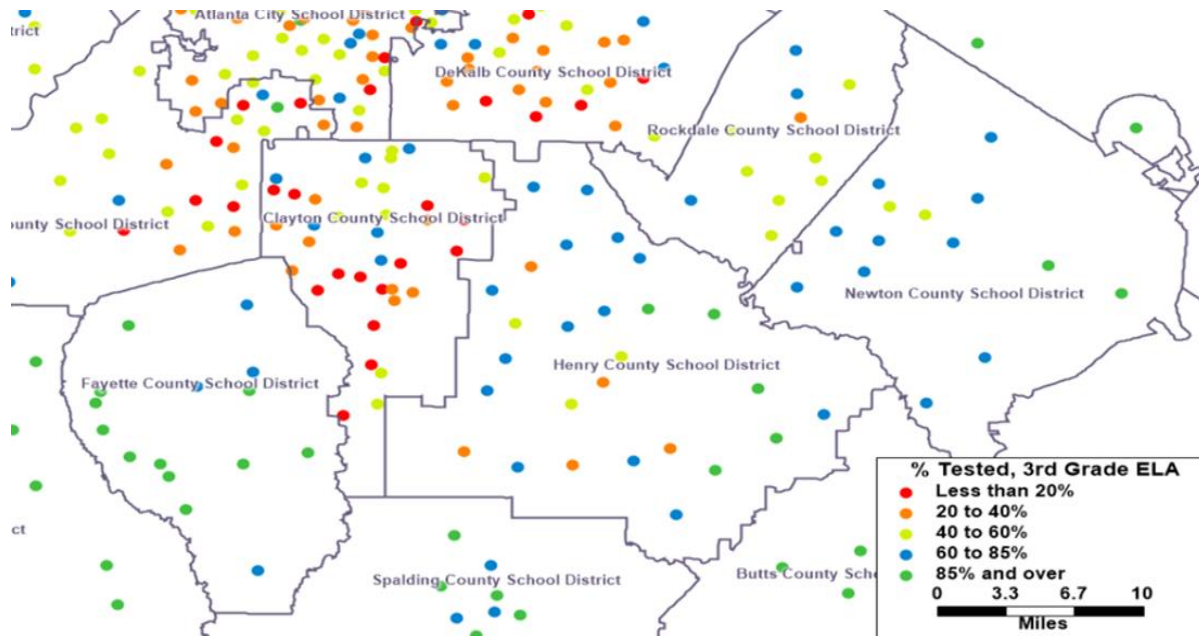 Atlanta City School District
trict
DeKalb County School District
Rockdale County School District
Clayton County School District
ounty School District
Newton County School District
Henry County School District
Fayette County School District
ct
Spalding County School District
Butts County Scho
% Tested, 3rd Grade ELA
Less than 20%
20 to 40%
40 to 60%
60 to 85%
85% and over
0 3.3 6.7 10
Miles